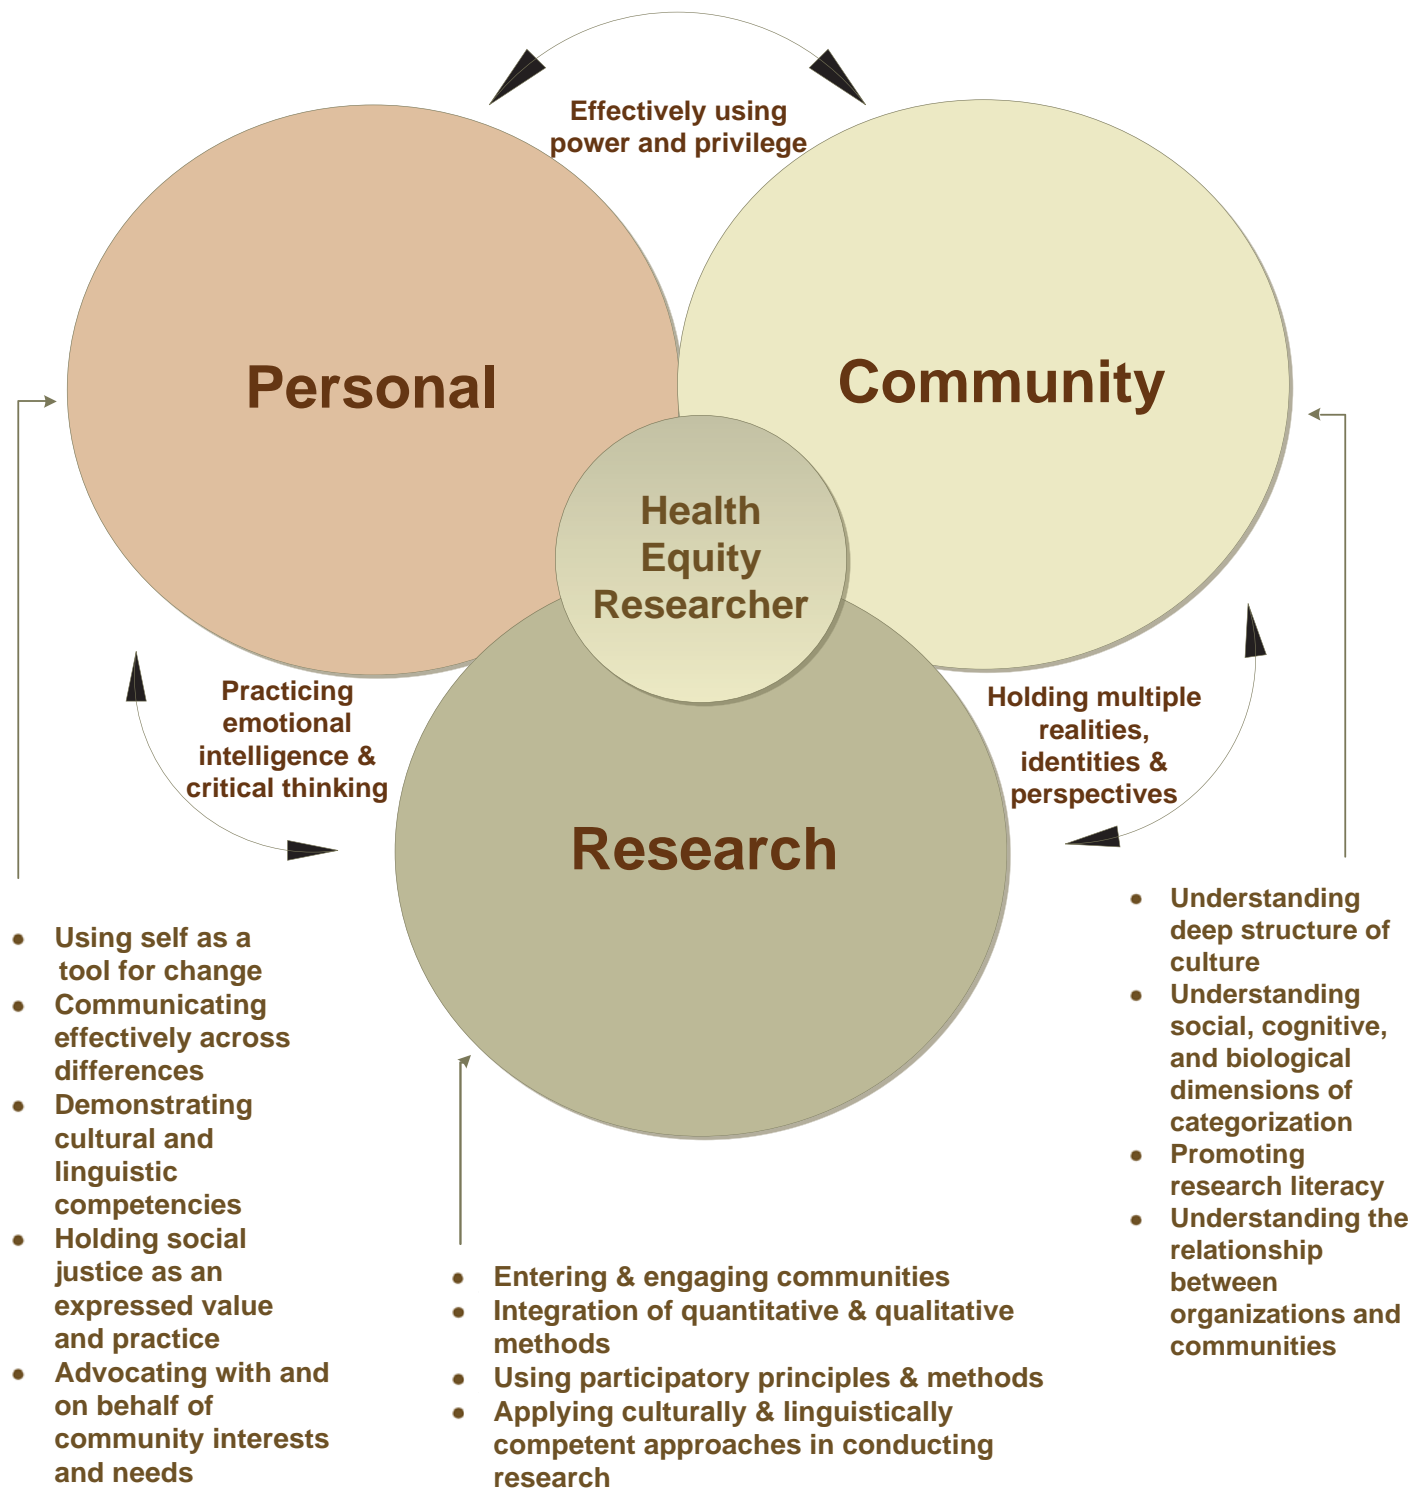 Effectively using
power and privilege
Personal
Community
Health
Equity
Researcher
Practicing
emotional
intelligence &
critical thinking
Holding multiple
realities,
identities &
perspectives
Research
• Using self as a
tool for change
• Communicating
effectively across
differences
• Demonstrating
cultural and
linguistic
competencies
• Holding social
justice as an
expressed value
and practice
• Advocating with and
on behalf of
community interests
and needs
• Entering & engaging communities
• Integration of quantitative & qualitative
methods
• Using participatory principles & methods
• Applying culturally & linguistically
competent approaches in conducting
research
• Understanding
deep structure of
culture
• Understanding
social, cognitive,
and biological
dimensions of
categorization
• Promoting
research literacy
• Understanding the
relationship
between
organizations and
communities